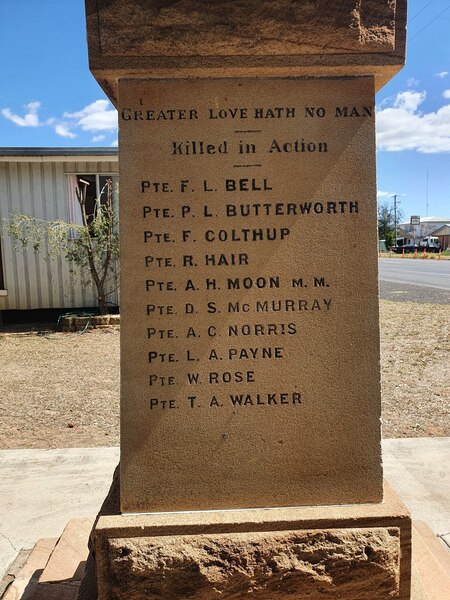 GREATER LOVE HATH NO MAN
Killed in Action
PTE. F. L. BELL
PTE. P. L. BUTTERWORTH
PTE. F. COLTHUP
PTE. R. HAIR
PTE. A. H. MOON M. M.
PTE. D. S. MCMURRAY
PTE. A. C. NORRIS
PTE. L. A. PAYNE
PTE. W. ROSE
PTE. T. A. WALKER